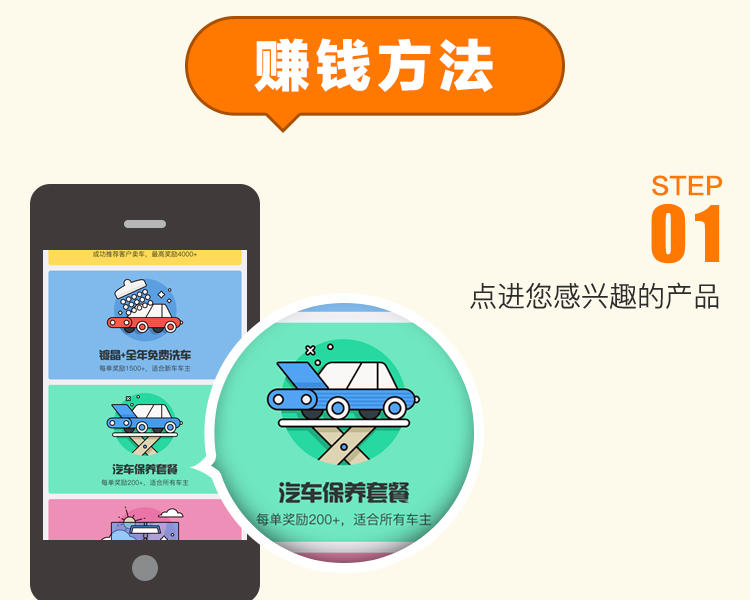 赚钱方法
STEP
01
点进您感兴趣的产品
成功推荐客户卖车，最高奖励4000+
镀晶+全年免费洗车
每单奖励1500+，适合新车车主
汽车保养套餐
每单奖励200+，适合所有车主
汽车保养套餐
每单奖励200+，适合所有车主